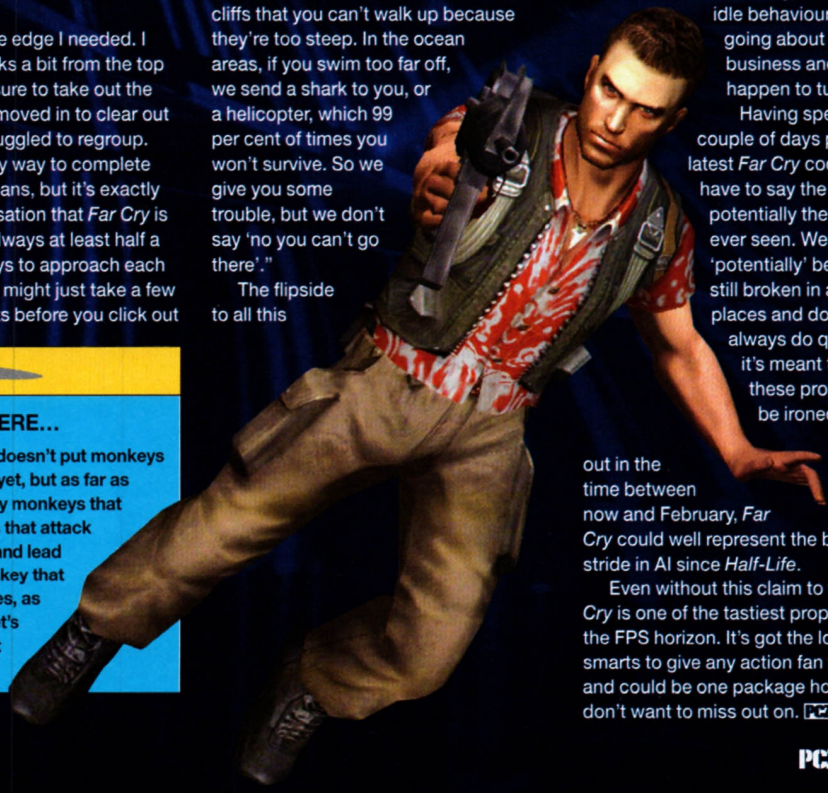 e edge I needed. I
ks a bit from the top
sure to take out the
moved in to clear out
uggled to regroup.
y way to complete
ans, but it's exactly
sation that Far Cry is
lways at least half a
ys to approach each
might just take a few
ts before you click out
ERE...
doesn't put monkeys
yet, but as far as
y monkeys that
that attack
and lead
key that
es, as
t's
cliffs that you can't walk up because
they're too steep. In the ocean
areas, if you swim too far off,
we send a shark to you, or
a helicopter, which 99
per cent of times you
won't survive. So we
give you some
trouble, but we don't
say 'no you can't go
there'."
The flipside
to all this
idle behaviour
going about
business and
happen to tu
Having spe
couple of days p
latest Far Cry co
have to say the
potentially the
ever seen. We
'potentially' be
still broken in a
places and do
always do q
it's meant t
these pro
be ironed
out in the
time between
now and February, Far
Cry could well represent the b
stride in AI since Half-Life.
Even without this claim to
Cry is one of the tastiest prop
the FPS horizon. It's got the lo
smarts to give any action fan
and could be one package ho
don't want to miss out on. PCZ
PCZ